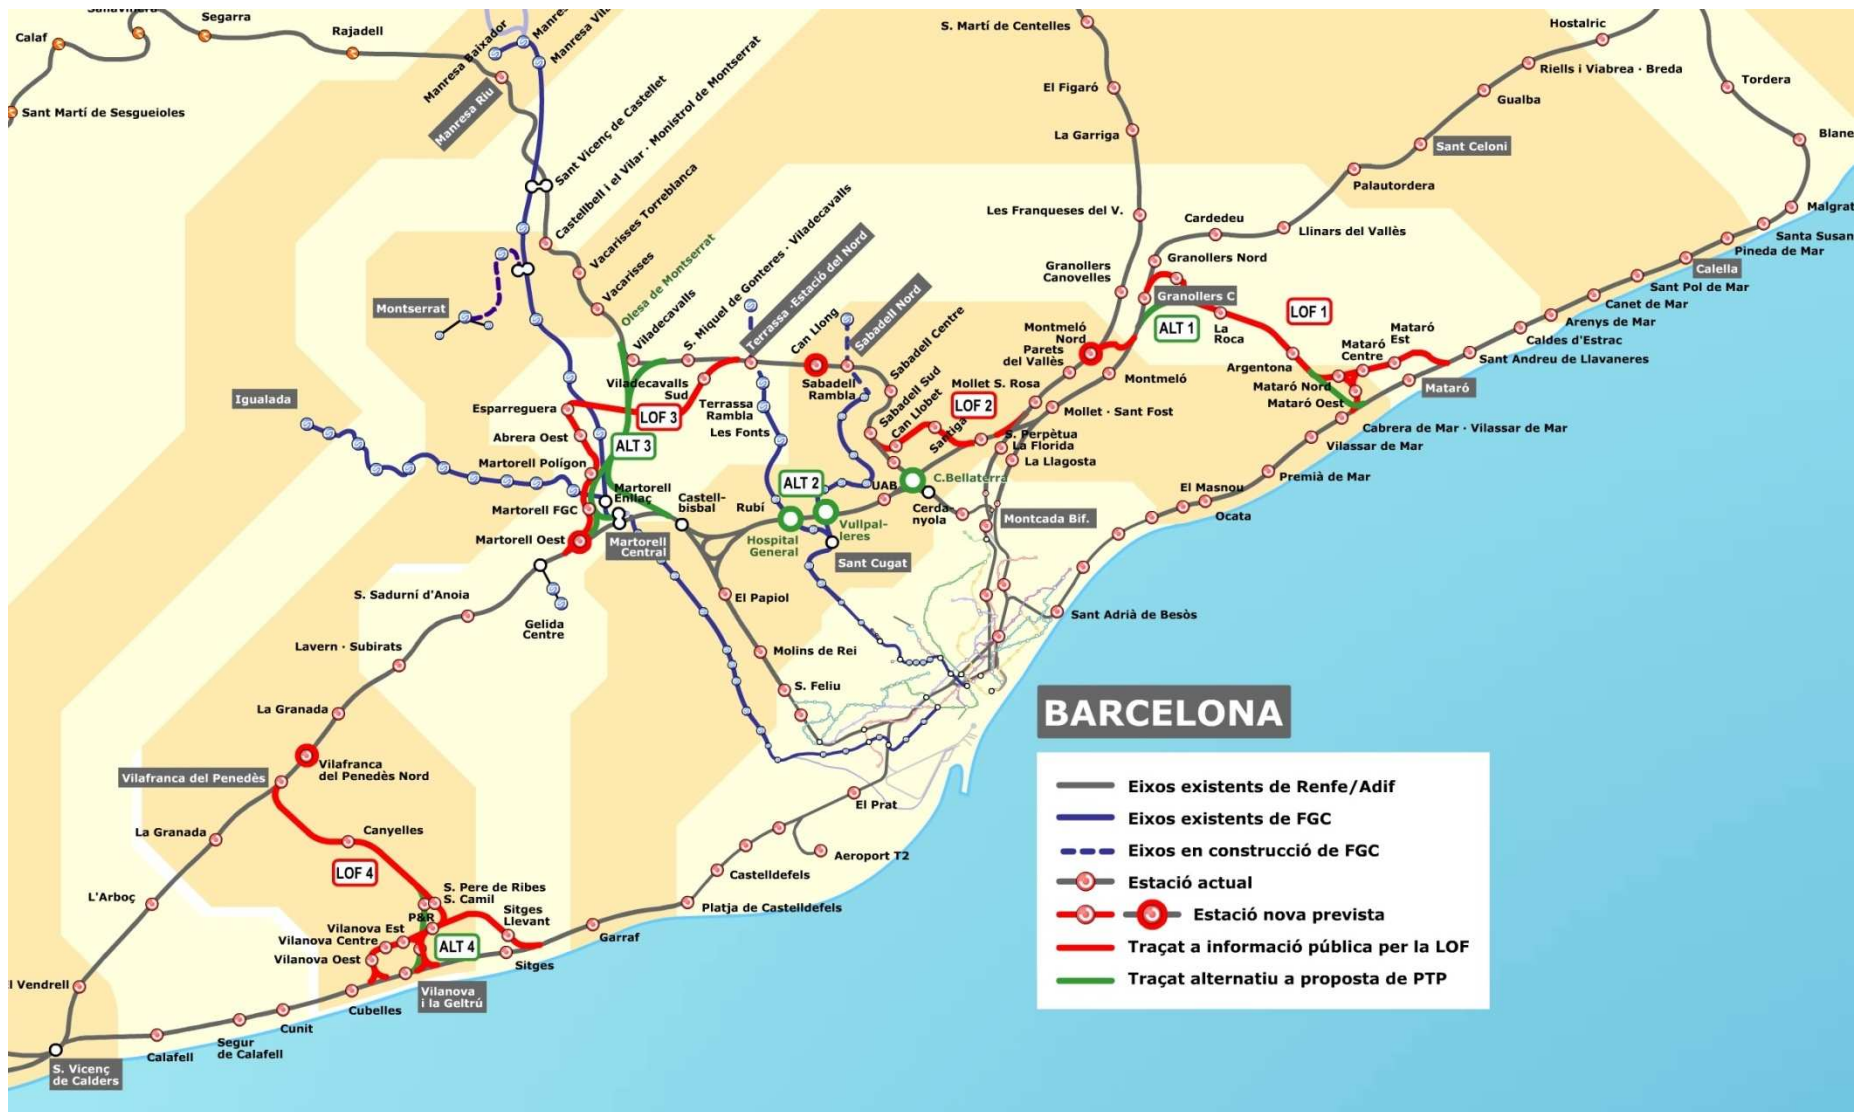 Sallavinera
Segarra
Calaf
Rajadell
Sant Martí de Sesgueioles
Manresa Baixador
Manresa Vila
Manresa Riu
Sant Vicenç de Castellet
Castellbell i el Vilar · Monistrol de Montserrat
Vacarisses Torreblanca
Vacarisses
Olesa de Montserrat
Viladecavalls
S. Miquel de Gonteres · Viladecavalls
Terrassa ·Estació del Nord
Can Llong
Sabadell Nord
Sabadell Centre
Sabadell
Rambla
Sabadell Sud
Can Llobet
Santiga
Mollet S. Rosa
LOF 2
S. Perpètua
La Florida
La Llagosta
Mollet · Sant Fost
Montmeló
Montmeló
Nord
Parets
del Vallès
S. Martí de Centelles
El Figaró
La Garriga
Les Franqueses del V.
Granollers
Canovelles
Granollers Nord
Granollers C
ALT 1
La
Roca
LOF 1
Cardedeu
Llinars del Vallès
Palautordera
Sant Celoni
Gualba
Riells i Viabrea · Breda
Hostalric
Tordera
Blane
Malgrat
Santa Susan
Pineda de Mar
Calella
Sant Pol de Mar
Canet de Mar
Arenys de Mar
Caldes d'Estrac
Sant Andreu de Llavaneres
Mataró
Est
Mataró
Centre
Argentona
Mataró Nord
Mataró Oest
Mataró
Cabrera de Mar · Vilassar de Mar
Vilassar de Mar
Premià de Mar
El Masnou
Ocata
Montcada Bif.
Sant Adrià de Besòs
Montserrat
Igualada
Esparreguera
Abrera Oest
Martorell Polígon
Martorell FGC
Martorell Oest
Viladecavalls
Sud
LOF 3
ALT 3
Martorell
Enllaç
Martorell
Central
Castell-
bisbal
Terrassa
Rambla
Les Fonts
ALT 2
Rubí
Hospital
General
Vullpal-
leres
UAB
C.Bellaterra
Cerda-
nyola
Sant Cugat
El Papiol
Molins de Rei
S. Feliu
Gelida
Centre
S. Sadurní d'Anoia
Lavern · Subirats
La Granada
Vilafranca
del Penedès Nord
Vilafranca del Penedès
La Granada
L'Arboç
l Vendrell
S. Vicenç
de Calders
Calafell
Segur
de Calafell
Cunit
Cubelles
Canyelles
LOF 4
S. Pere de Ribes
S. Camil
P&R
Vilanova Est
Vilanova Centre
Vilanova Oest
ALT 4
Vilanova
i la Geltrú
Sitges
Llevant
Sitges
Garraf
Platja de Castelldefels
Castelldefels
Aeroport T2
El Prat
BARCELONA
Eixos existents de Renfe/Adif
Eixos existents de FGC
Eixos en construcció de FGC
Estació actual
Estació nova prevista
Traçat a informació pública per la LOF
Traçat alternatiu a proposta de PTP